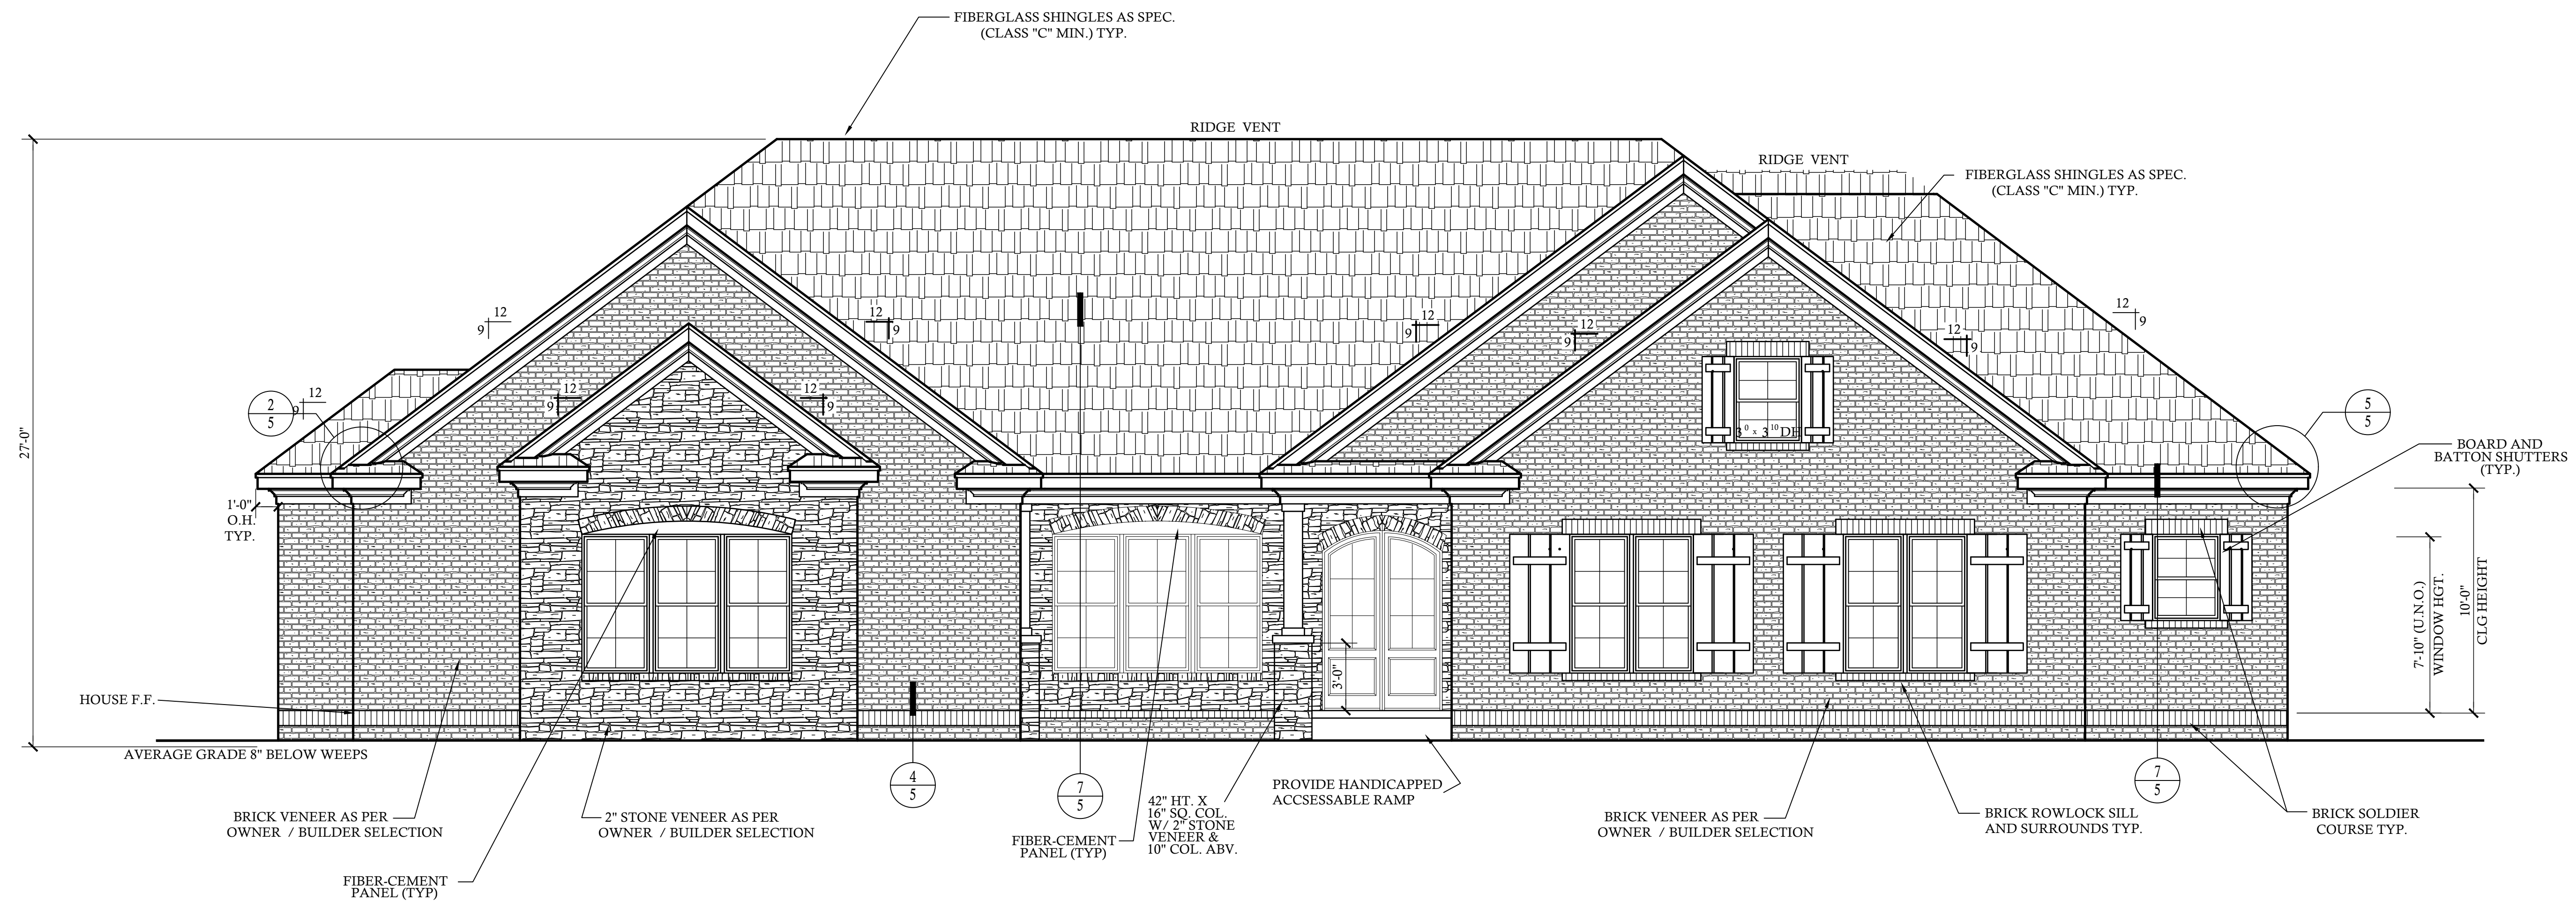 FIBERGLASS SHINGLES AS SPEC.
(CLASS "C" MIN.) TYP.
RIDGE VENT
RIDGE VENT
FIBERGLASS SHINGLES AS SPEC.
(CLASS "C" MIN.) TYP.
12
9
12
9
12
9
12
9
12
9
12
9
12
9
12
9
12
9
2
5
5
5
27'-0"
3⁰ x 3¹⁰ DH
BOARD AND
BATTON SHUTTERS
(TYP.)
1'-0"
O.H.
TYP.
3'-0"
7'-10" (U.N.O.)
WINDOW HGT.
10'-0"
CLG HEIGHT
HOUSE F.F.
AVERAGE GRADE 8" BELOW WEEPS
4
5
7
5
7
5
BRICK VENEER AS PER
OWNER / BUILDER SELECTION
2" STONE VENEER AS PER
OWNER / BUILDER SELECTION
FIBER-CEMENT
PANEL (TYP)
FIBER-CEMENT
PANEL (TYP)
42" HT. X
16" SQ. COL.
W/ 2" STONE
VENEER &
10" COL. ABV.
PROVIDE HANDICAPPED
ACCSESSABLE RAMP
BRICK VENEER AS PER
OWNER / BUILDER SELECTION
BRICK ROWLOCK SILL
AND SURROUNDS TYP.
BRICK SOLDIER
COURSE TYP.